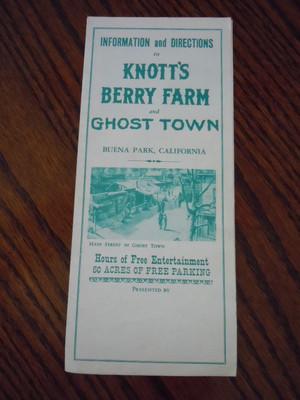 INFORMATION and DIRECTIONS
to
KNOTT'S
BERRY FARM
and
GHOST TOWN
BUENA PARK, CALIFORNIA
MAIN STREET OF GHOST TOWN
Hours of Free Entertainment
60 ACRES OF FREE PARKING
PRESENTED BY